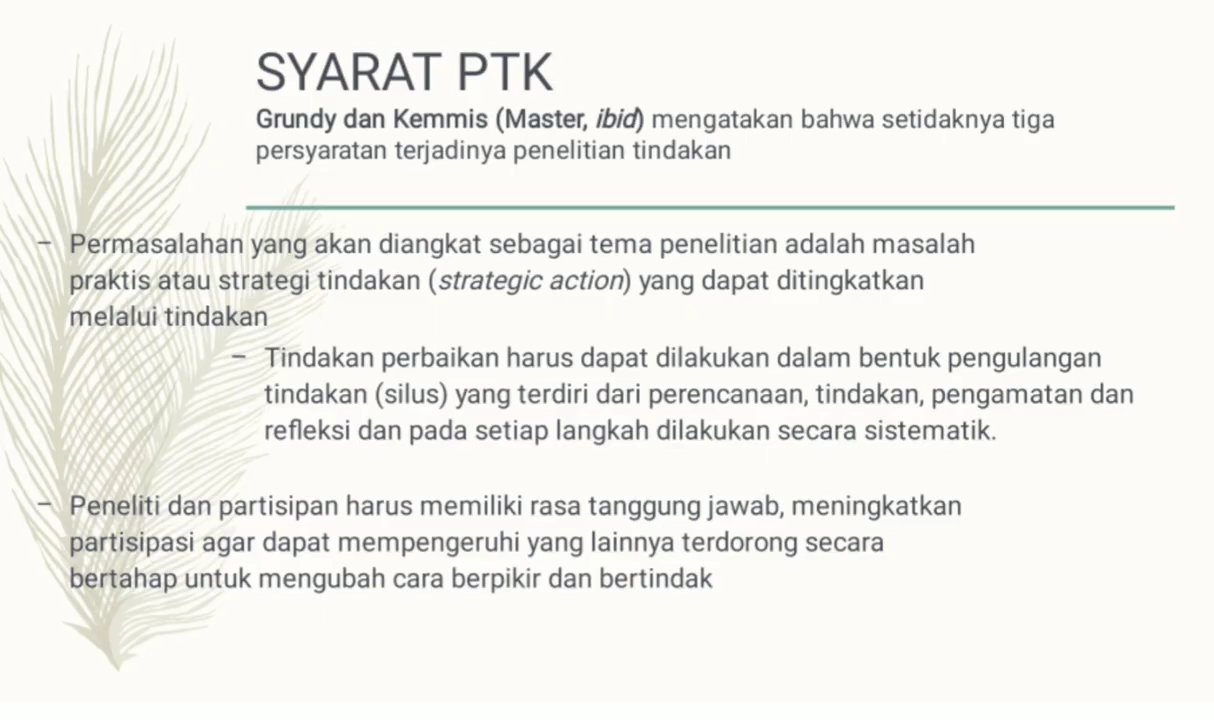 SYARAT PTK
Grundy dan Kemmis (Master, ibid) mengatakan bahwa setidaknya tiga
persyaratan terjadinya penelitian tindakan
– Permasalahan yang akan diangkat sebagai tema penelitian adalah masalah
praktis atau strategi tindakan (strategic action) yang dapat ditingkatkan
melalui tindakan
– Tindakan perbaikan harus dapat dilakukan dalam bentuk pengulangan
tindakan (silus) yang terdiri dari perencanaan, tindakan, pengamatan dan
refleksi dan pada setiap langkah dilakukan secara sistematik.
– Peneliti dan partisipan harus memiliki rasa tanggung jawab, meningkatkan
partisipasi agar dapat mempengeruhi yang lainnya terdorong secara
bertahap untuk mengubah cara berpikir dan bertindak